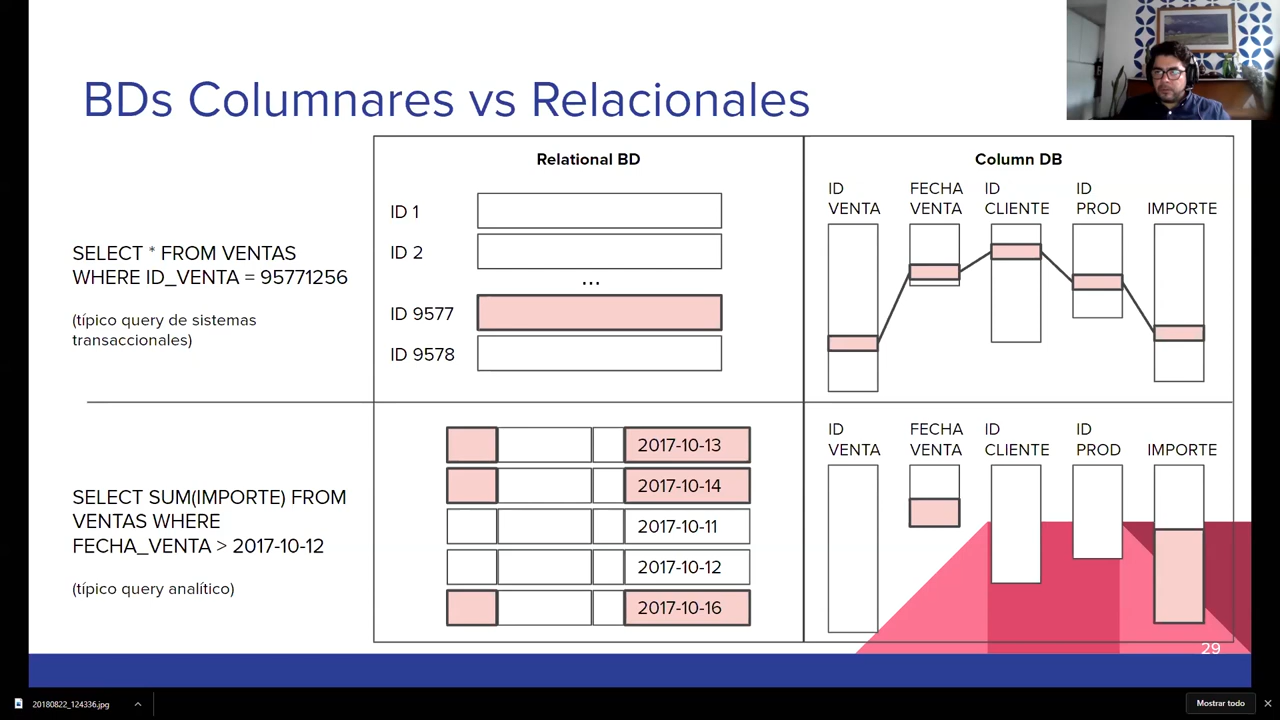 BDs Columnares vs Relacionales
Relational BD
Column DB
SELECT * FROM VENTAS
WHERE ID_VENTA = 95771256
(típico query de sistemas
transaccionales)
ID 1
ID 2
...
ID 9577
ID 9578
ID
VENTA
FECHA
VENTA
ID
CLIENTE
ID
PROD
IMPORTE
SELECT SUM(IMPORTE) FROM
VENTAS WHERE
FECHA_VENTA > 2017-10-12
(típico query analítico)
2017-10-13
2017-10-14
2017-10-11
2017-10-12
2017-10-16
ID
VENTA
FECHA
VENTA
ID
CLIENTE
ID
PROD
IMPORTE
29
20180822_124336.jpg
Mostrar todo